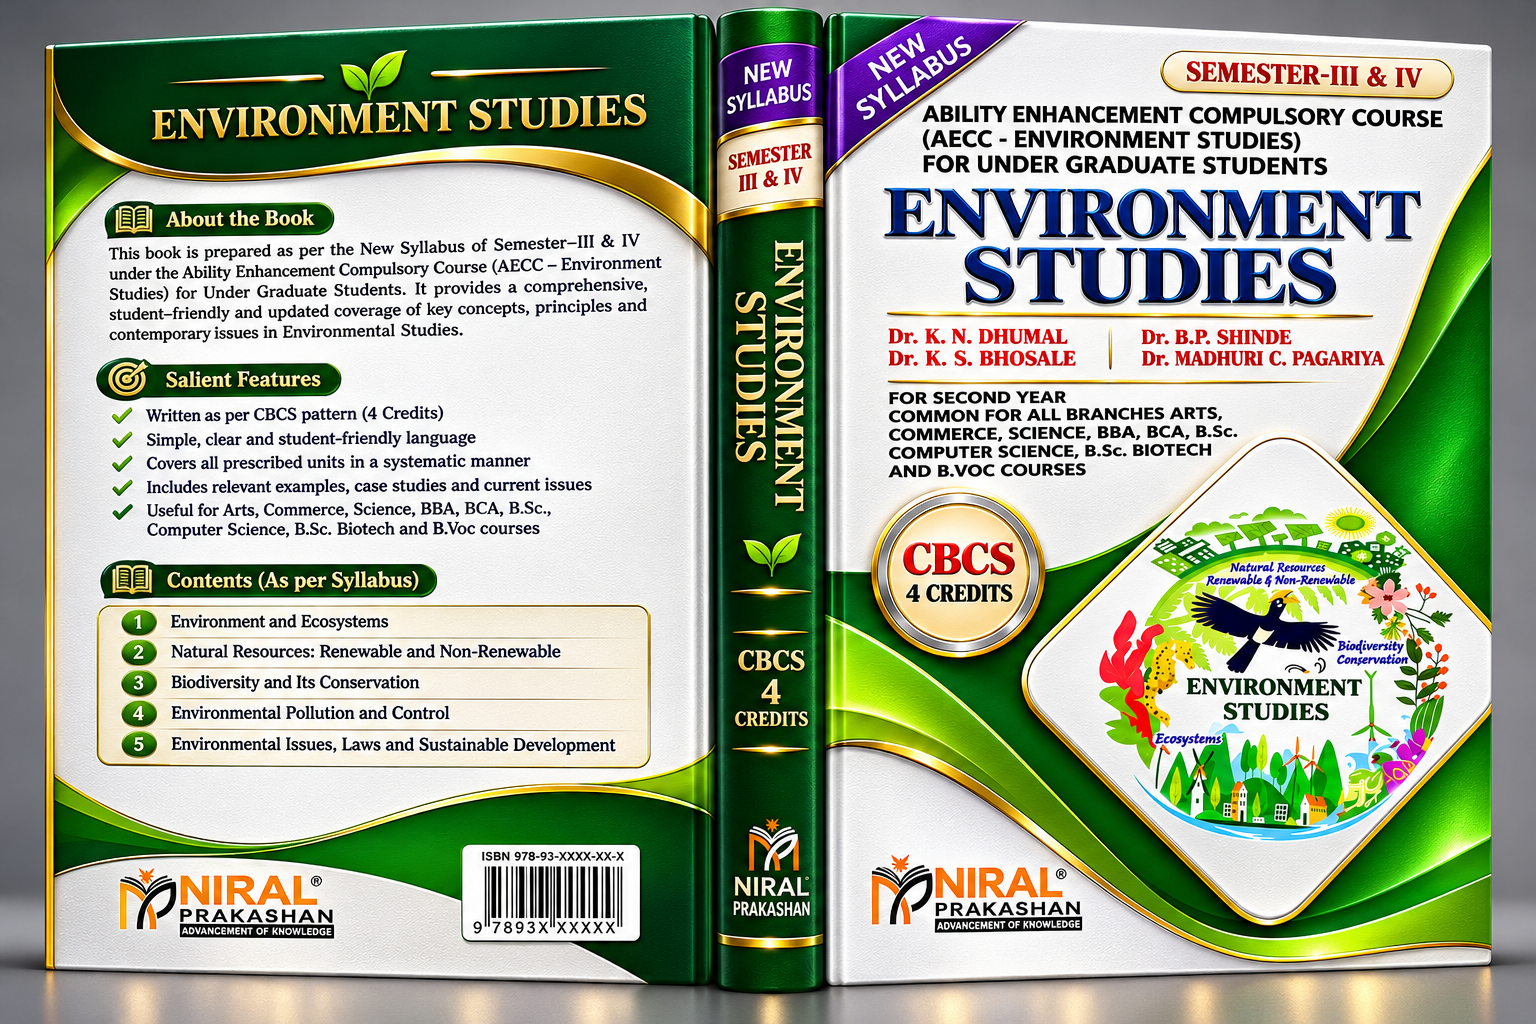 ENVIRONMENT STUDIES
About the Book
This book is prepared as per the New Syllabus of Semester–III & IV
under the Ability Enhancement Compulsory Course (AECC – Environment
Studies) for Under Graduate Students. It provides a comprehensive,
student–friendly and updated coverage of key concepts, principles and
contemporary issues in Environmental Studies.
Salient Features
Written as per CBCS pattern (4 Credits)
Simple, clear and student-friendly language
Covers all prescribed units in a systematic manner
Includes relevant examples, case studies and current issues
Useful for Arts, Commerce, Science, BBA, BCA, B.Sc.,
Computer Science, B.Sc. Biotech and B.Voc courses
Contents (As per Syllabus)
1 Environment and Ecosystems
2 Natural Resources: Renewable and Non-Renewable
3 Biodiversity and Its Conservation
4 Environmental Pollution and Control
5 Environmental Issues, Laws and Sustainable Development
NIRAL®
PRAKASHAN
ADVANCEMENT OF KNOWLEDGE
ISBN 978-93-XXXX-XX-X
9 7893X XXXXX
NEW
SYLLABUS
SEMESTER
III & IV
ENVIRONMENT
STUDIES
CBCS
4
CREDITS
NIRAL®
PRAKASHAN
NEW
SYLLABUS
SEMESTER-III & IV
ABILITY ENHANCEMENT COMPULSORY COURSE
(AECC - ENVIRONMENT STUDIES)
FOR UNDER GRADUATE STUDENTS
ENVIRONMENT
STUDIES
Dr. K. N. DHUMAL
Dr. K. S. BHOSALE
Dr. B.P. SHINDE
Dr. MADHURI C. PAGARIYA
FOR SECOND YEAR
COMMON FOR ALL BRANCHES ARTS,
COMMERCE, SCIENCE, BBA, BCA, B.Sc.
COMPUTER SCIENCE, B.Sc. BIOTECH
AND B.VOC COURSES
CBCS
4 CREDITS
Natural Resources
Renewable & Non-Renewable
Biodiversity
Conservation
ENVIRONMENT
STUDIES
Ecosystems
NIRAL®
PRAKASHAN
ADVANCEMENT OF KNOWLEDGE